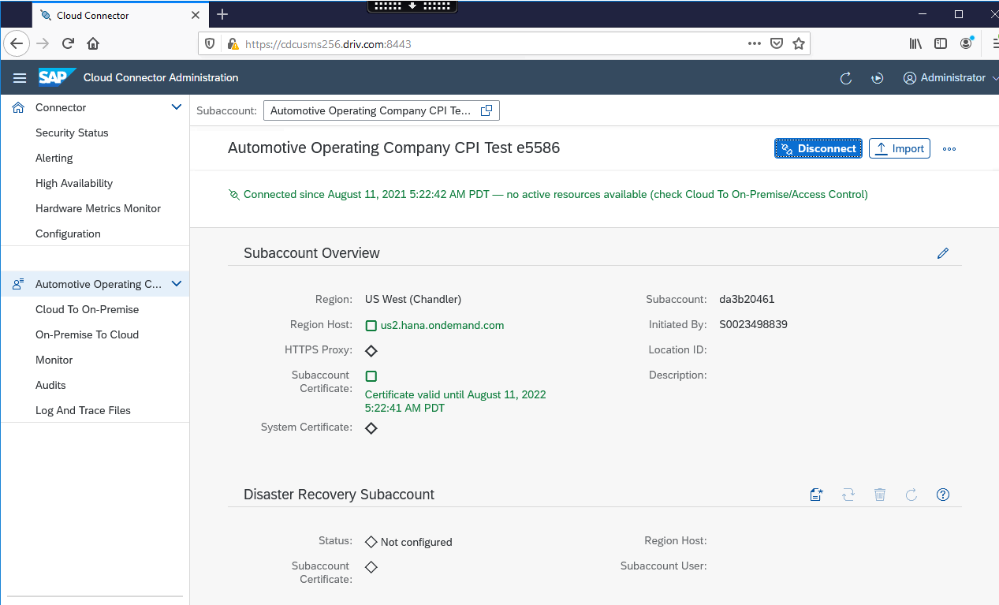 Cloud Connector
https://cdcusms256.driv.com:8443
SAP Cloud Connector Administration
Administrator
Connector
Security Status
Alerting
High Availability
Hardware Metrics Monitor
Configuration
Automotive Operating C...
Cloud To On-Premise
On-Premise To Cloud
Monitor
Audits
Log And Trace Files
Subaccount: Automotive Operating Company CPI Te...
Automotive Operating Company CPI Test e5586
Disconnect
Import
Connected since August 11, 2021 5:22:42 AM PDT — no active resources available (check Cloud To On-Premise/Access Control)
Subaccount Overview
Region: US West (Chandler)
Region Host: us2.hana.ondemand.com
HTTPS Proxy:
Subaccount
Certificate:
Certificate valid until August 11, 2022
5:22:41 AM PDT
System Certificate:
Subaccount: da3b20461
Initiated By: S0023498839
Location ID:
Description:
Disaster Recovery Subaccount
Status: Not configured
Subaccount
Certificate:
Region Host:
Subaccount User: